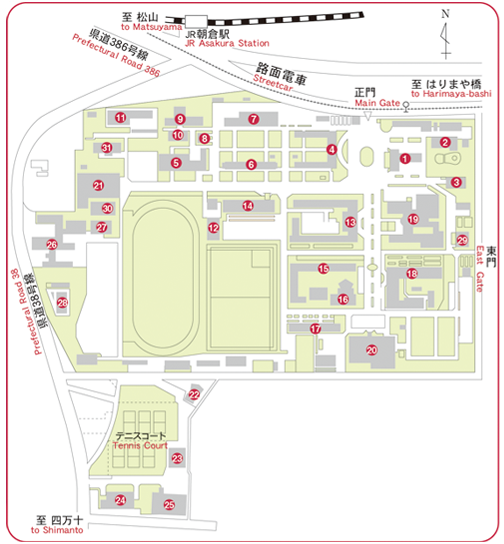 至 松山
to Matsuyama
JR朝倉駅
JR Asakura Station
県道386号線
Prefectural Road 386
路面電車
Streetcar
至 はりまや橋
to Harimaya-bashi
正門
Main Gate
N
11
9
7
10
8
4
2
31
5
6
1
3
21
30
14
12
13
19
27
26
29
東門
East Gate
15
18
28
16
県道38号線
Prefectural Road 38
17
20
22
テニスコート
Tennis Court
23
24
25
至 四万十
to Shimanto